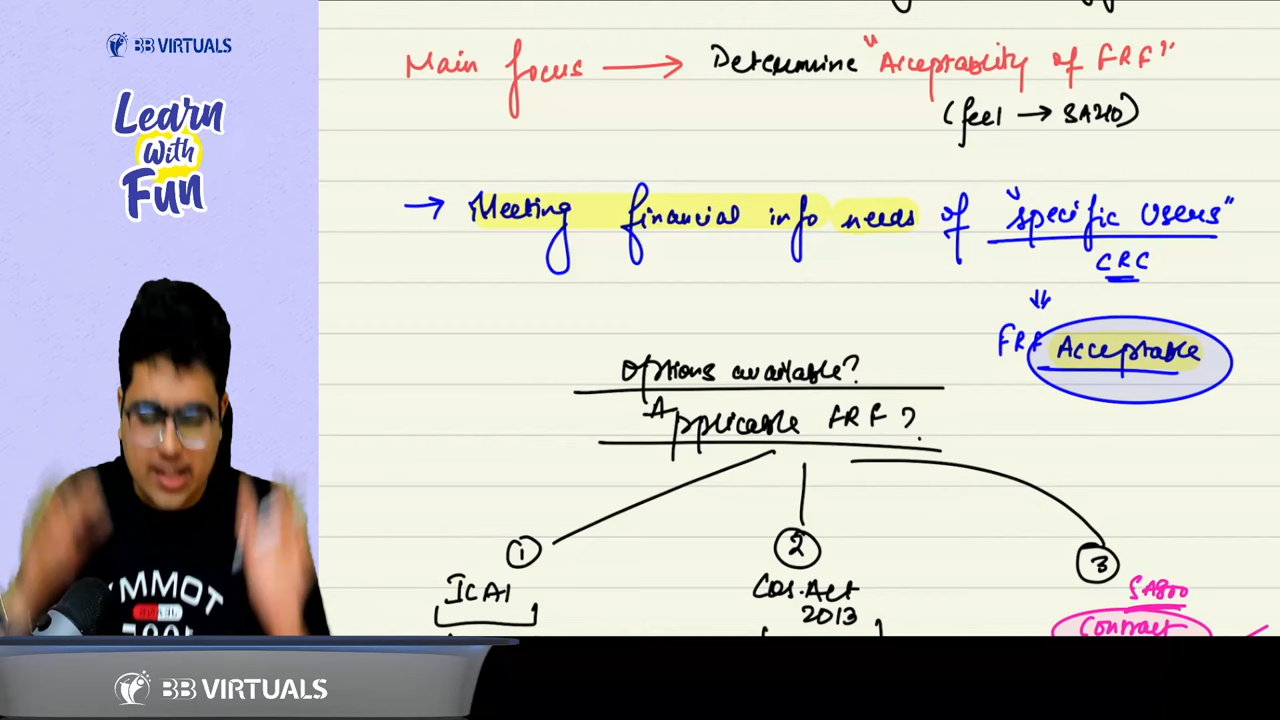 BB VIRTUALS
Learn
With
Fun
Main focus → Determine "Acceptability of FRF"
(feel → SA210)
→ Meeting financial info needs of "specific Users"
CRC
FRF Acceptable
options available?
Applicable FRF?
1 2 3
ICAI Cos. Act
2013
SA800
Contract
MMOT
BB VIRTUALS